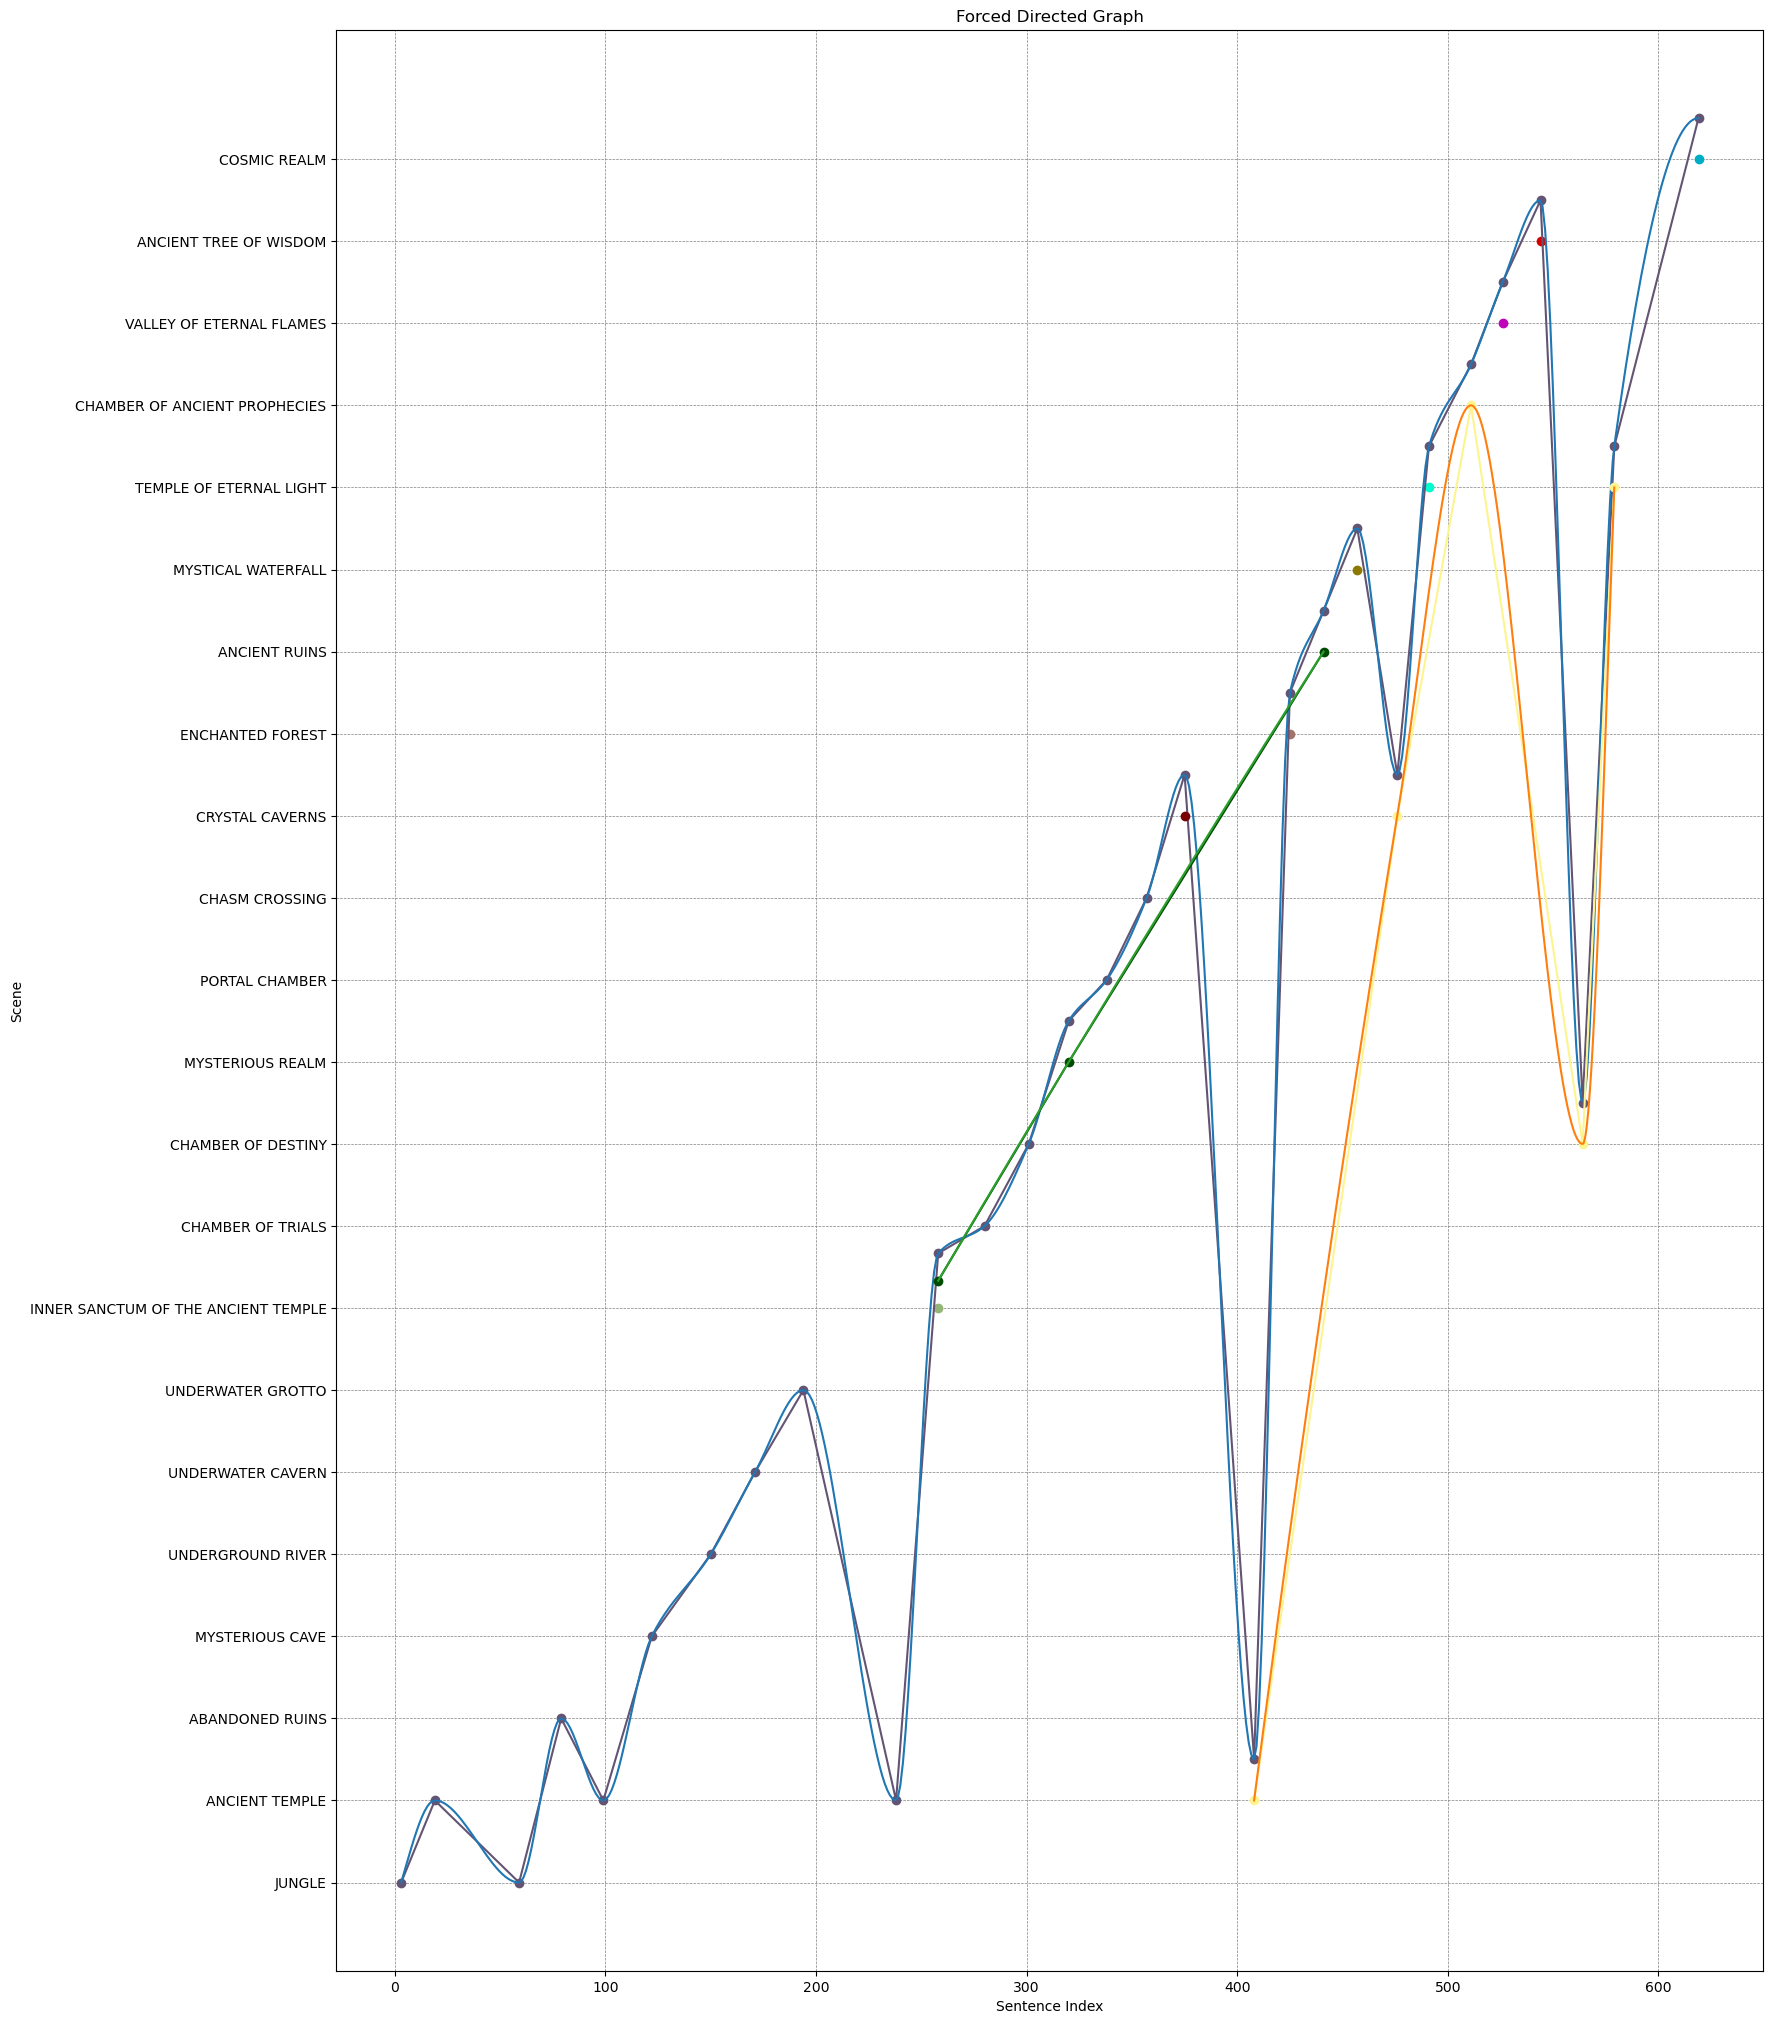 Forced Directed Graph
COSMIC REALM
ANCIENT TREE OF WISDOM
VALLEY OF ETERNAL FLAMES
CHAMBER OF ANCIENT PROPHECIES
TEMPLE OF ETERNAL LIGHT
MYSTICAL WATERFALL
ANCIENT RUINS
ENCHANTED FOREST
CRYSTAL CAVERNS
CHASM CROSSING
PORTAL CHAMBER
Scene
MYSTERIOUS REALM
CHAMBER OF DESTINY
CHAMBER OF TRIALS
INNER SANCTUM OF THE ANCIENT TEMPLE
UNDERWATER GROTTO
UNDERWATER CAVERN
UNDERGROUND RIVER
MYSTERIOUS CAVE
ABANDONED RUINS
ANCIENT TEMPLE
JUNGLE
0 100 200 300 400 500 600
Sentence Index